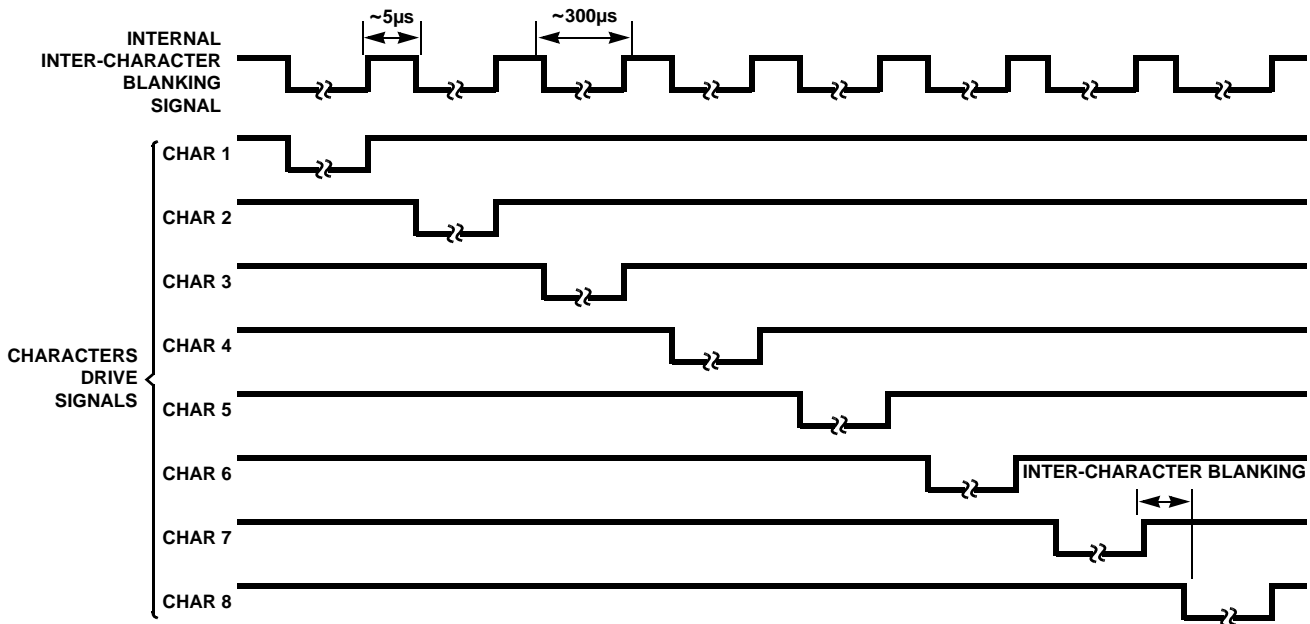 ~5µs
~300µs
INTERNAL
INTER-CHARACTER
BLANKING
SIGNAL
CHAR 1
CHAR 2
CHAR 3
CHAR 4
CHARACTERS
DRIVE
SIGNALS
CHAR 5
CHAR 6
INTER-CHARACTER BLANKING
CHAR 7
CHAR 8